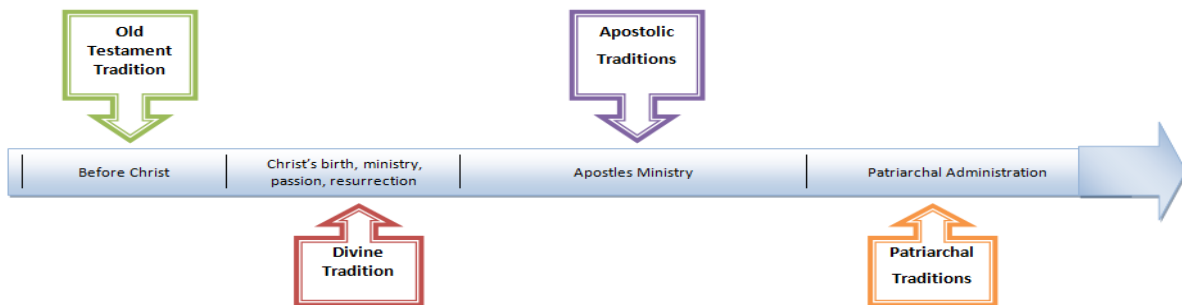 Old
Testament
Tradition
Apostolic
Traditions
Before Christ
Christ's birth, ministry,
passion, resurrection
Apostles Ministry
Patriarchal Administration
Divine
Tradition
Patriarchal
Traditions